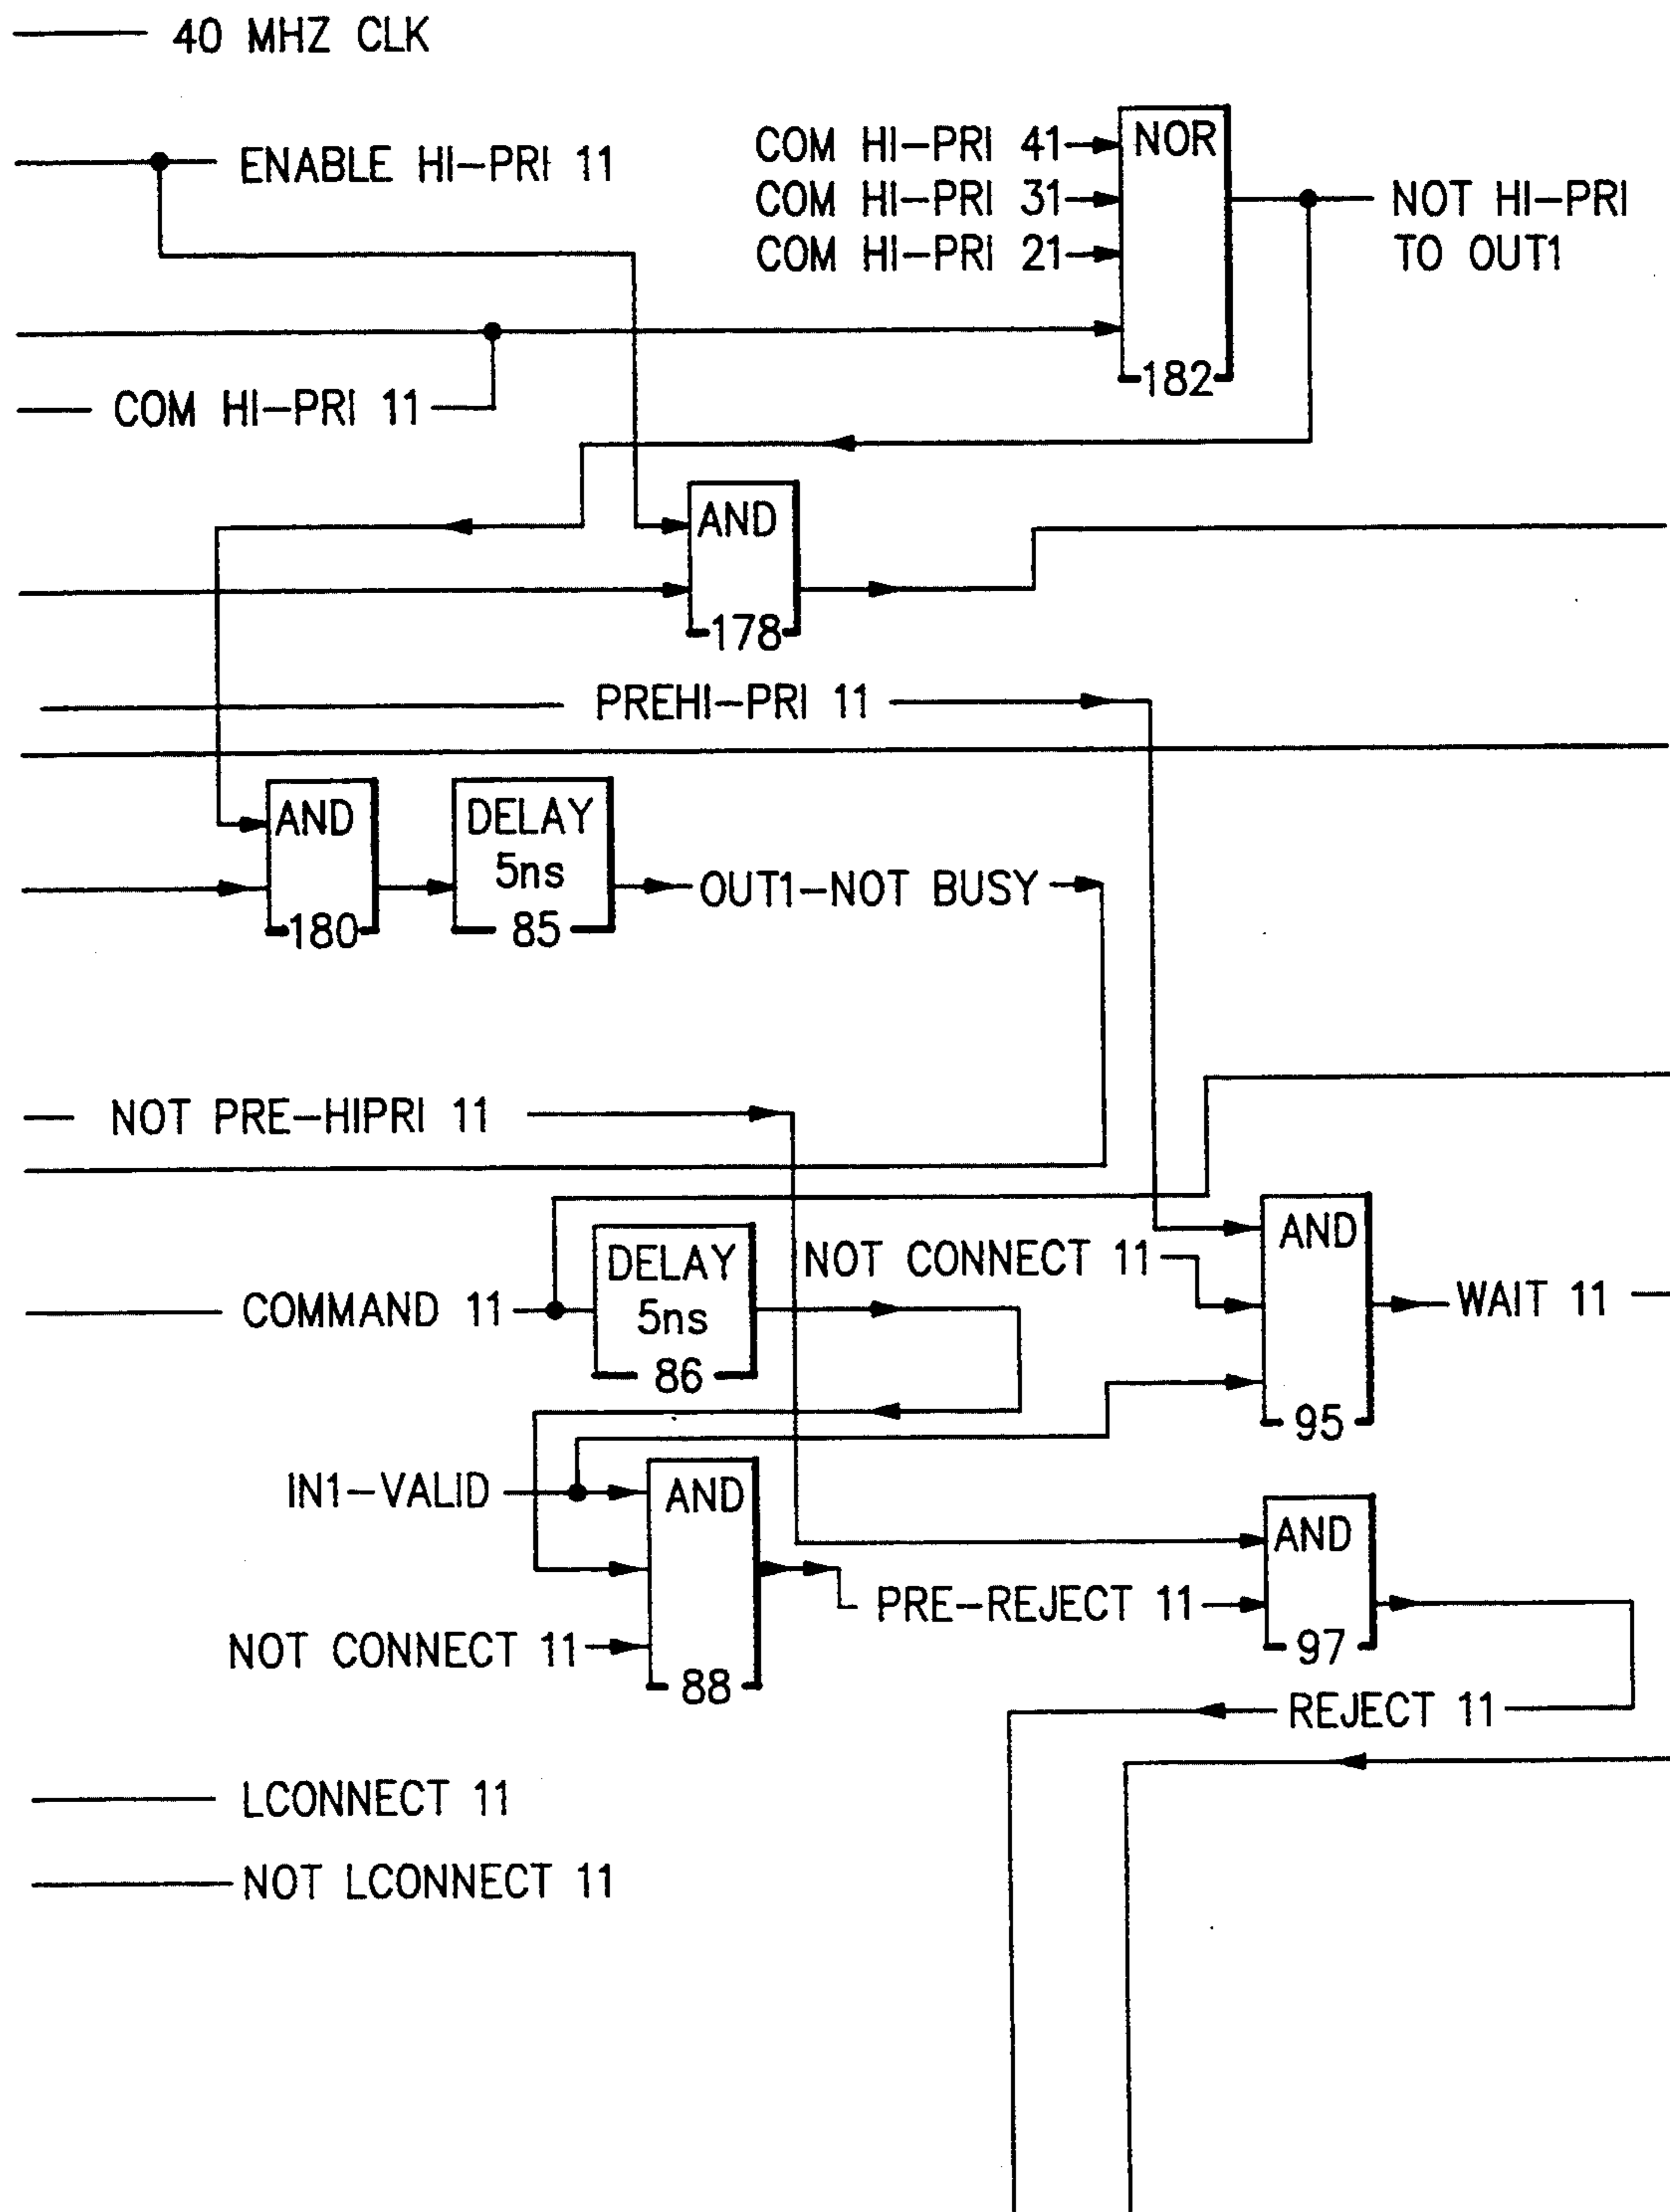 40 MHZ CLK
ENABLE HI-PRI 11
COM HI-PRI 41
NOR
COM HI-PRI 31
NOT HI-PRI
COM HI-PRI 21
TO OUT1
182
COM HI-PRI 11
AND
178
PREHI-PRI 11
AND
180
DELAY
5ns
85
OUT1-NOT BUSY
NOT PRE-HIPRI 11
COMMAND 11
DELAY
5ns
86
NOT CONNECT 11
AND
95
WAIT 11
IN1-VALID
AND
88
NOT CONNECT 11
PRE-REJECT 11
AND
97
REJECT 11
LCONNECT 11
NOT LCONNECT 11